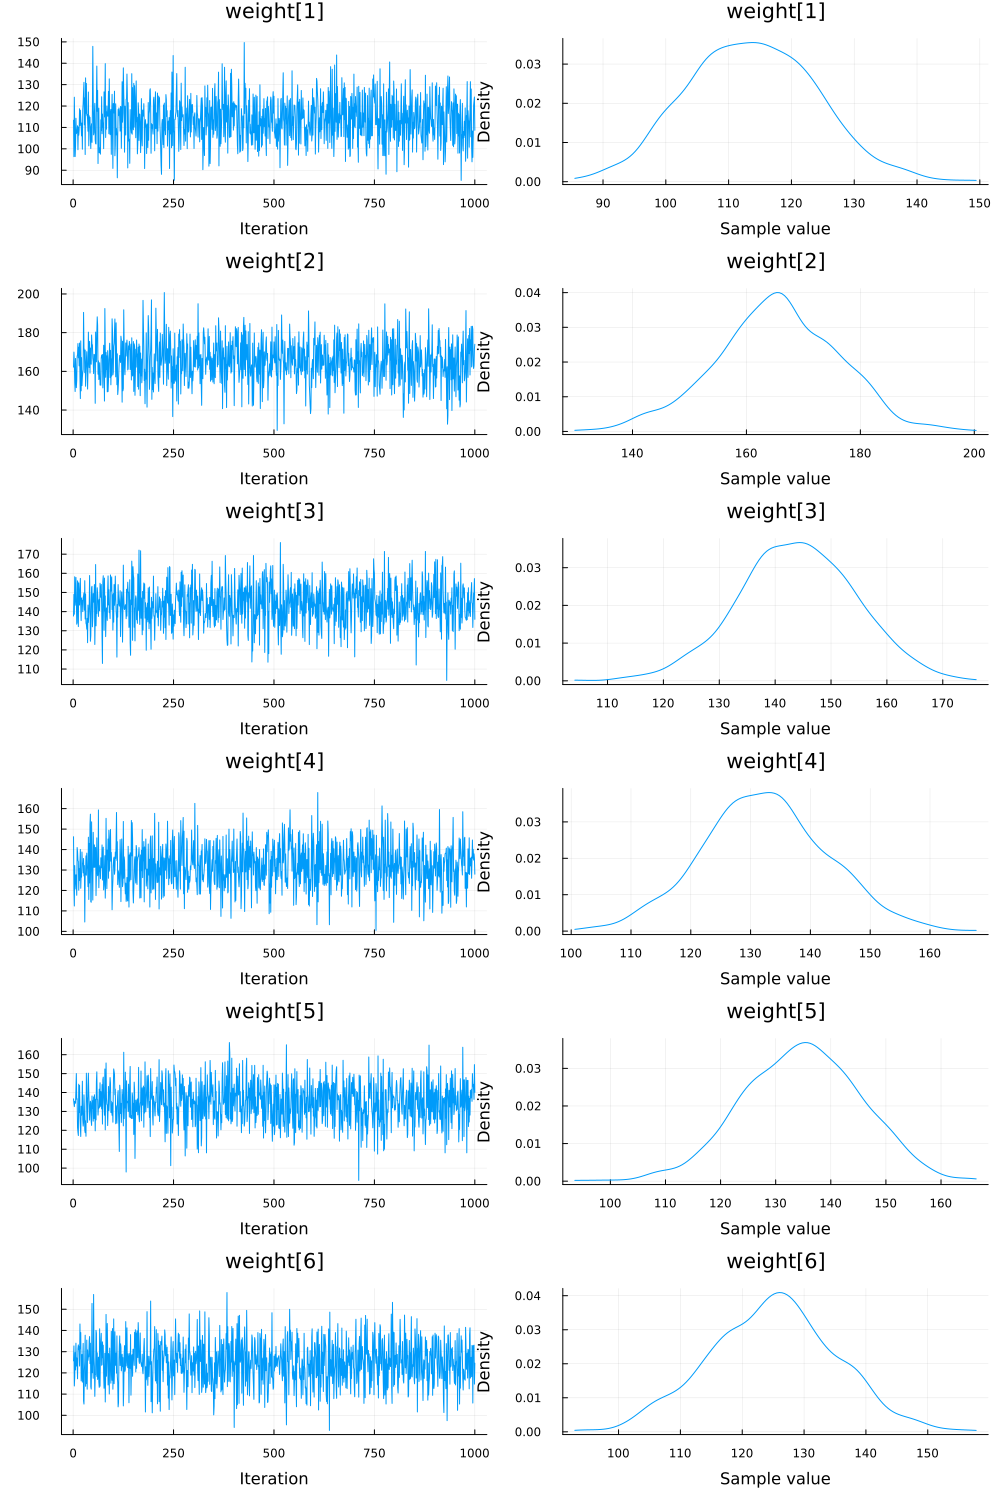 weight[1] weight[1]
150
140
130
120
110
100
90
Density
0.03
0.02
0.01
0.00
0 250 500 750 1000 90 100 110 120 130 140 150
Iteration Sample value
weight[2] weight[2]
200
180
160
140
Density
0.04
0.03
0.02
0.01
0.00
0 250 500 750 1000 140 160 180 200
Iteration Sample value
weight[3] weight[3]
170
160
150
140
130
120
110
Density
0.03
0.02
0.01
0.00
0 250 500 750 1000 110 120 130 140 150 160 170
Iteration Sample value
weight[4] weight[4]
160
150
140
130
120
110
100
Density
0.03
0.02
0.01
0.00
0 250 500 750 1000 100 110 120 130 140 150 160
Iteration Sample value
weight[5] weight[5]
160
150
140
130
120
110
100
Density
0.03
0.02
0.01
0.00
0 250 500 750 1000 100 110 120 130 140 150 160
Iteration Sample value
weight[6] weight[6]
150
140
130
120
110
100
Density
0.04
0.03
0.02
0.01
0.00
0 250 500 750 1000 100 110 120 130 140 150
Iteration Sample value